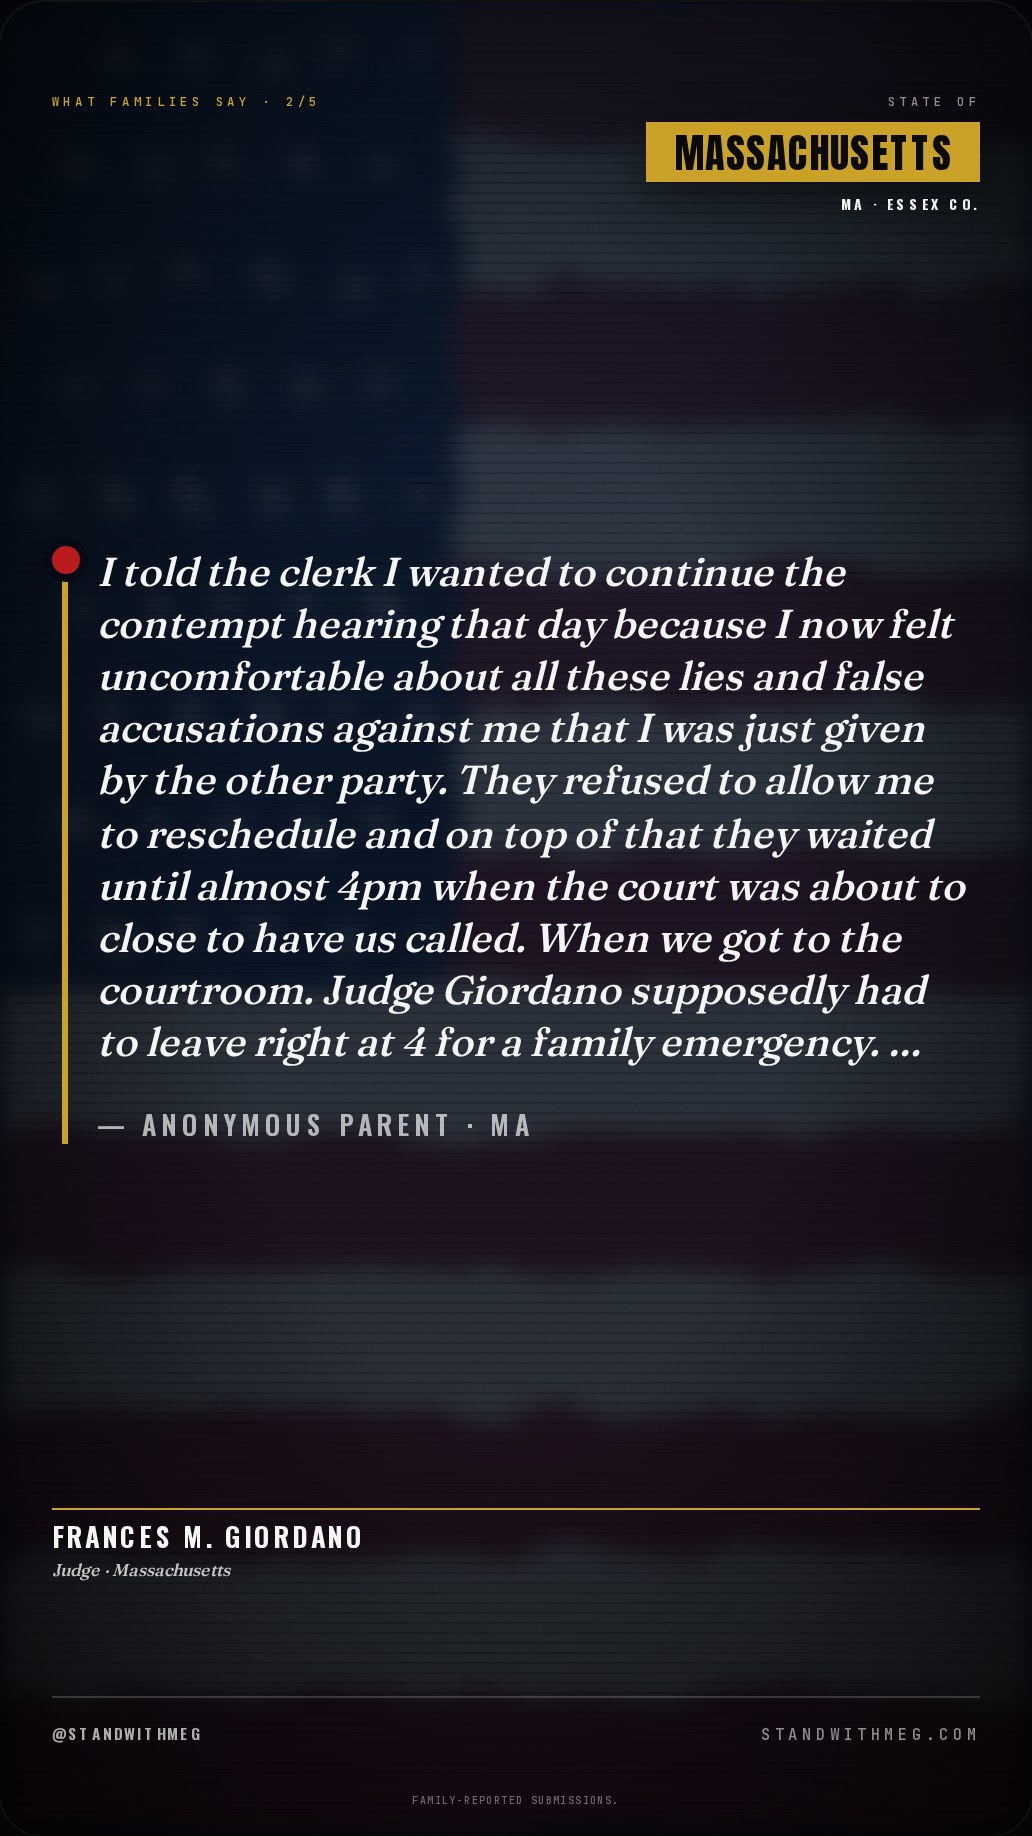 WHAT FAMILIES SAY · 2/5
STATE OF
MASSACHUSETTS
MA · ESSEX CO.
I told the clerk I wanted to continue the
contempt hearing that day because I now felt
uncomfortable about all these lies and false
accusations against me that I was just given
by the other party. They refused to allow me
to reschedule and on top of that they waited
until almost 4pm when the court was about to
close to have us called. When we got to the
courtroom. Judge Giordano supposedly had
to leave right at 4 for a family emergency. ...
— ANONYMOUS PARENT · MA
FRANCES M. GIORDANO
Judge · Massachusetts
@STANDWITHMEG
STANDWITHMEG.COM
FAMILY-REPORTED SUBMISSIONS.